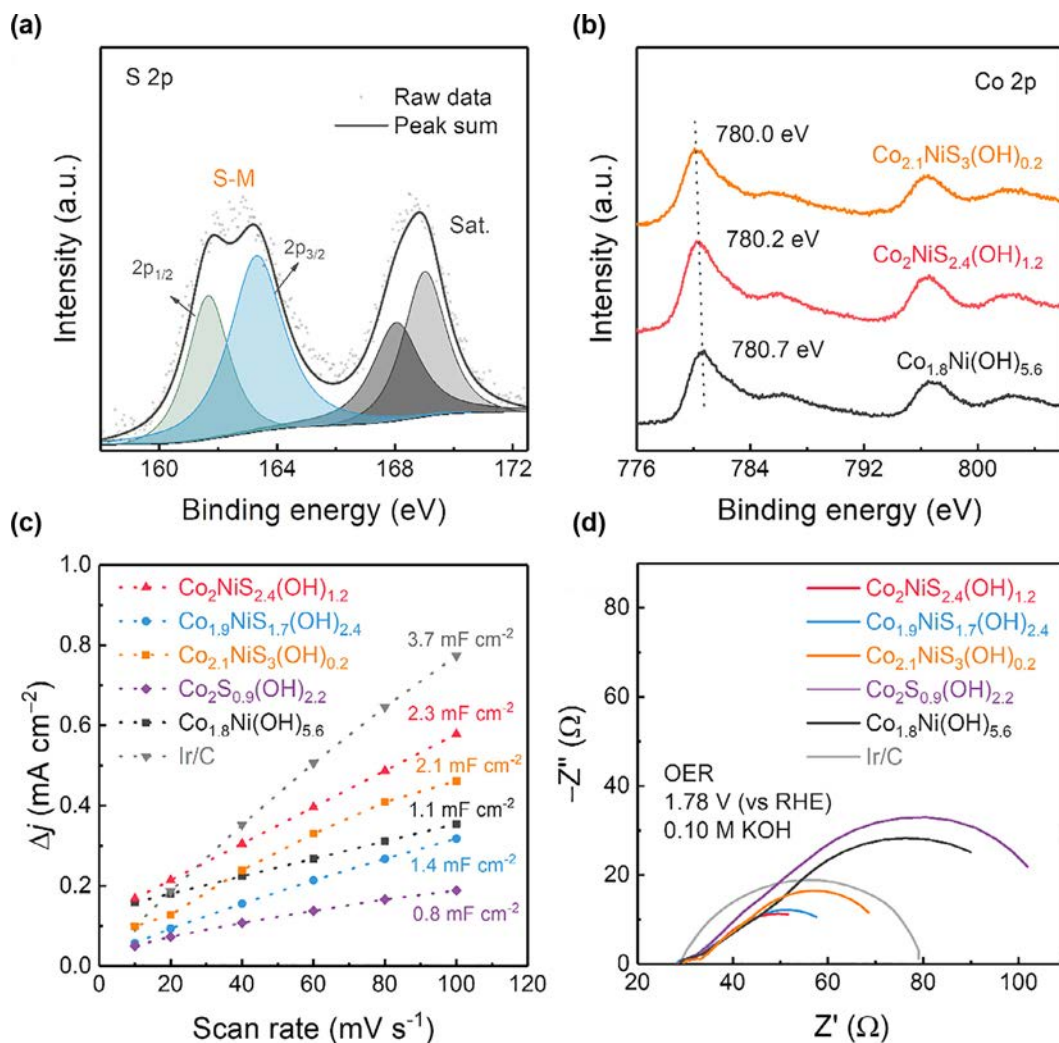 (a)
S 2p
Raw data
Peak sum
S-M
Sat.
2p1/2
2p3/2
Intensity (a.u.)
160 164 168 172
Binding energy (eV)
(b)
Co 2p
780.0 eV
Co2.1NiS3(OH)0.2
780.2 eV
Co2NiS2.4(OH)1.2
780.7 eV
Co1.8Ni(OH)5.6
Intensity (a.u.)
776 784 792 800
Binding energy (eV)
(c)
1.0
0.8
0.6
0.4
0.2
0.0
Δj (mA cm−2)
Co2NiS2.4(OH)1.2
Co1.9NiS1.7(OH)2.4
Co2.1NiS3(OH)0.2
Co2S0.9(OH)2.2
Co1.8Ni(OH)5.6
Ir/C
3.7 mF cm-2
2.3 mF cm-2
2.1 mF cm-2
1.1 mF cm-2
1.4 mF cm-2
0.8 mF cm-2
0 20 40 60 80 100 120
Scan rate (mV s−1)
(d)
80
60
40
20
0
−Z″ (Ω)
Co2NiS2.4(OH)1.2
Co1.9NiS1.7(OH)2.4
Co2.1NiS3(OH)0.2
Co2S0.9(OH)2.2
Co1.8Ni(OH)5.6
Ir/C
OER
1.78 V (vs RHE)
0.10 M KOH
20 40 60 80 100
Z' (Ω)